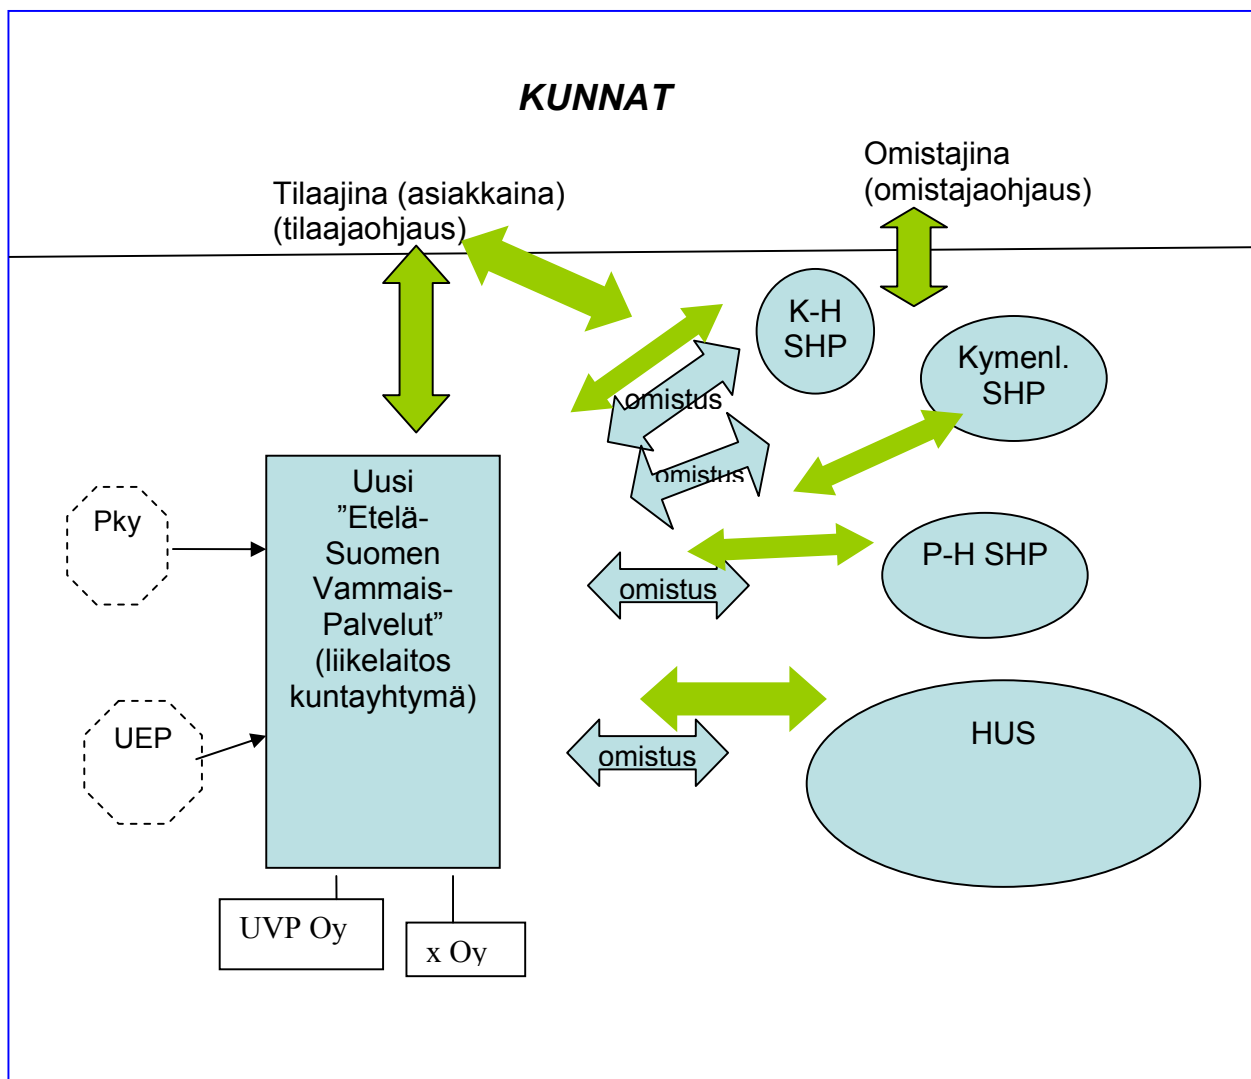 KUNNAT
Omistajina
(omistajaohjaus)
Tilaajina (asiakkaina)
(tilaajaohjaus)
K-H
SHP
Kymenl.
SHP
omistus
omistus
Uusi
”Etelä-
Suomen
Vammais-
Palvelut”
(liikelaitos
kuntayhtymä)
Pky
P-H SHP
omistus
UEP
HUS
omistus
UVP Oy
x Oy